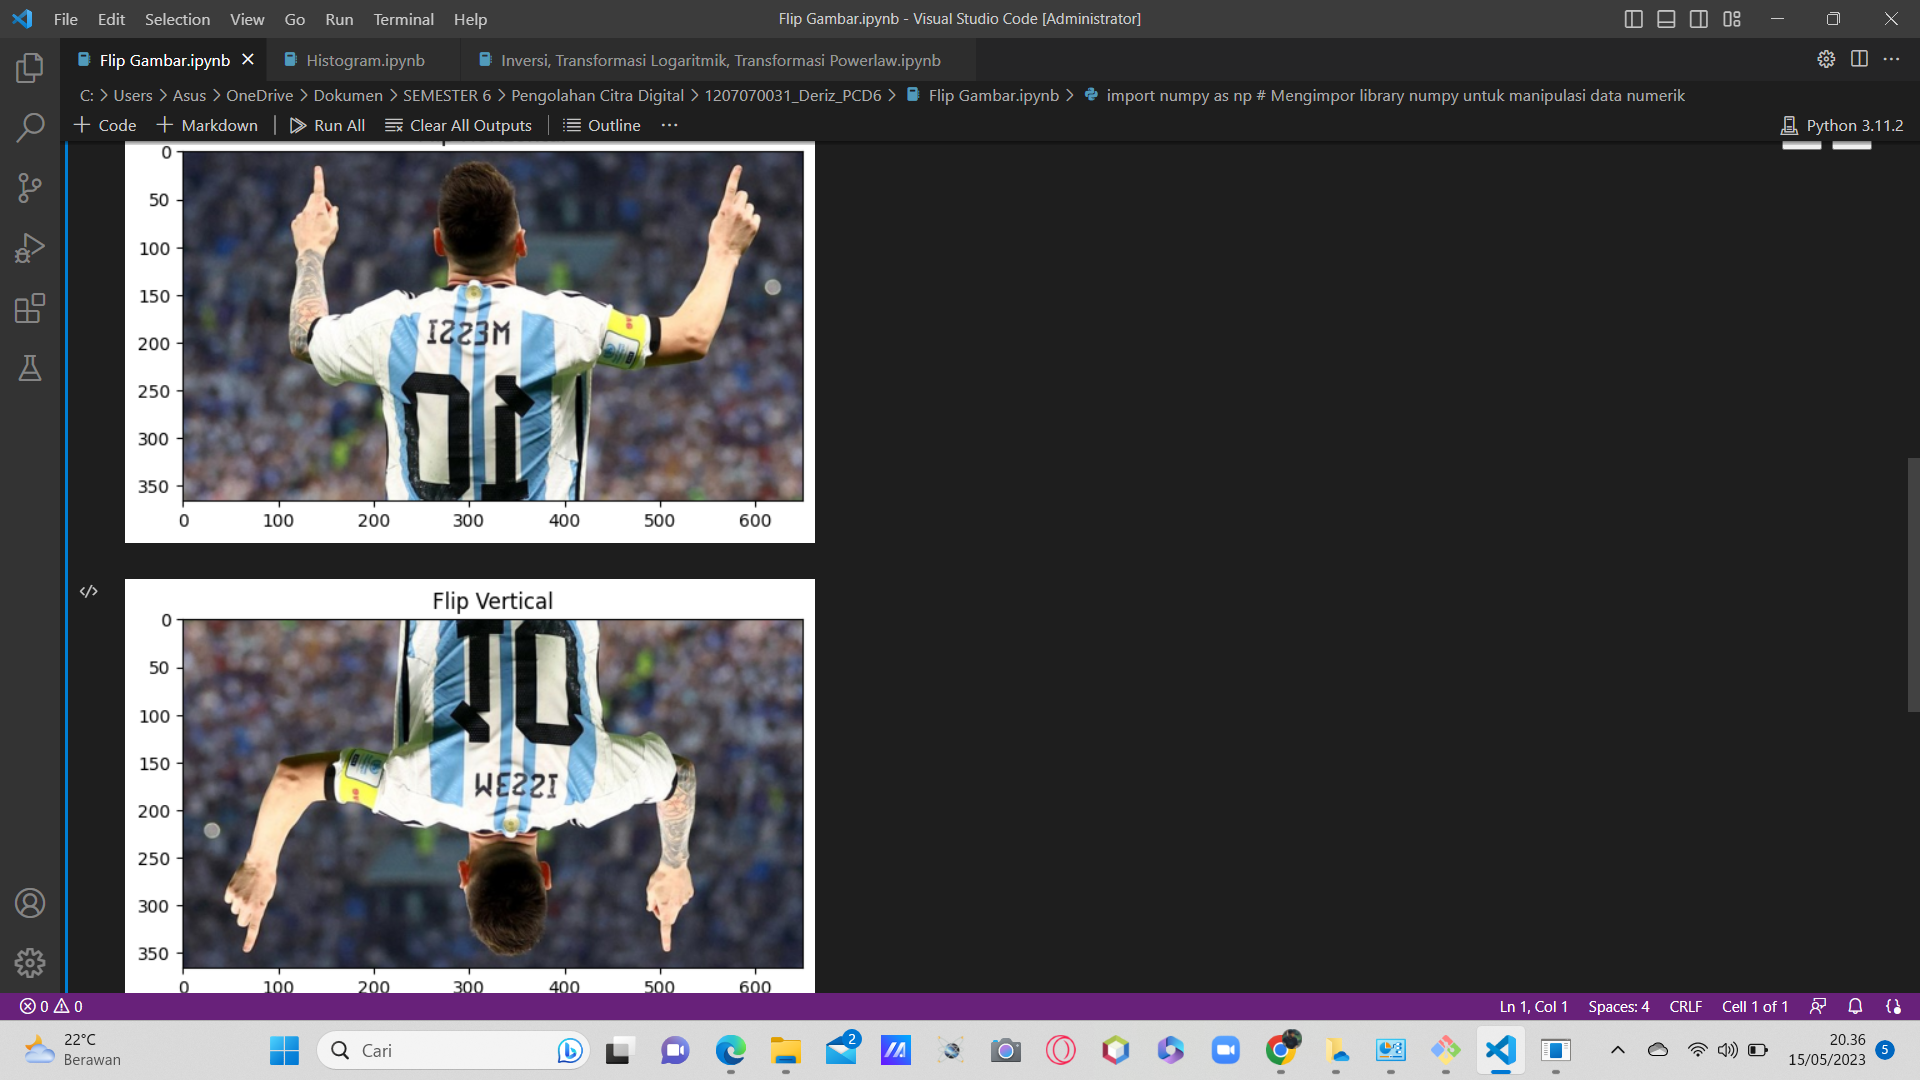 File Edit Selection View Go Run Terminal Help
Flip Gambar.ipynb - Visual Studio Code [Administrator]
Flip Gambar.ipynb
Histogram.ipynb
Inversi, Transformasi Logaritmik, Transformasi Powerlaw.ipynb
C: > Users > Asus > OneDrive > Dokumen > SEMESTER 6 > Pengolahan Citra Digital > 1207070031_Deriz_PCD6 > Flip Gambar.ipynb > import numpy as np # Mengimpor library numpy untuk manipulasi data numerik
+ Code + Markdown | Run All Clear All Outputs | Outline ...
Python 3.11.2
0
50
100
150
200
250
300
350
MESSI
10
0 100 200 300 400 500 600
Flip Vertical
0
50
100
150
200
250
300
350
10
MESSI
0 100 200 300 400 500 600
0 0
Ln 1, Col 1 Spaces: 4 CRLF Cell 1 of 1
22°C
Berawan
Cari
2
20.36
15/05/2023
5